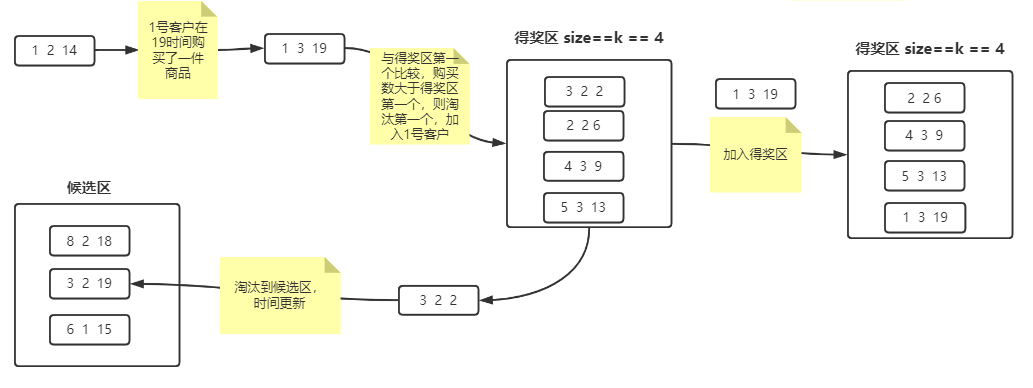 1 2 14
1号客户在
19时间购
买了一件
商品
1 3 19
与得奖区第一
个比较，购买
数大于得奖区
第一个，则淘
汰第一个，加
入1号客户
得奖区 size==k == 4
3 2 2
2 2 6
4 3 9
5 3 13
1 3 19
加入得奖区
得奖区 size==k == 4
2 2 6
4 3 9
5 3 13
1 3 19
候选区
8 2 18
3 2 19
6 1 15
淘汰到候选区，
时间更新
3 2 2